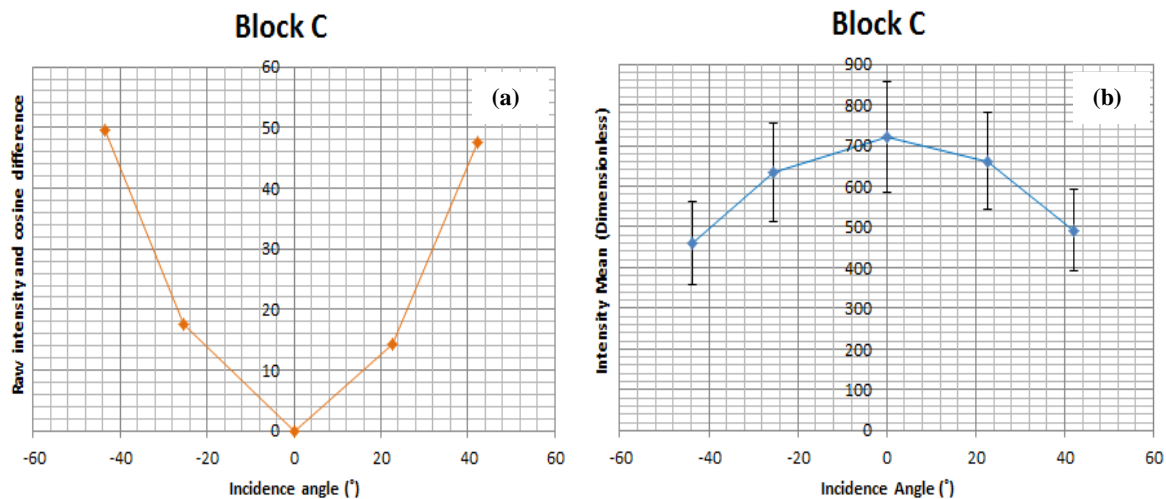 Block C
(a)
Raw intensity and cosine difference
60
50
40
30
20
10
0
-60 -40 -20 0 20 40 60
Incidence angle (°)
Block C
(b)
Intensity Mean (Dimensionless)
900
800
700
600
500
400
300
200
100
0
-60 -40 -20 0 20 40 60
Incidence Angle (°)